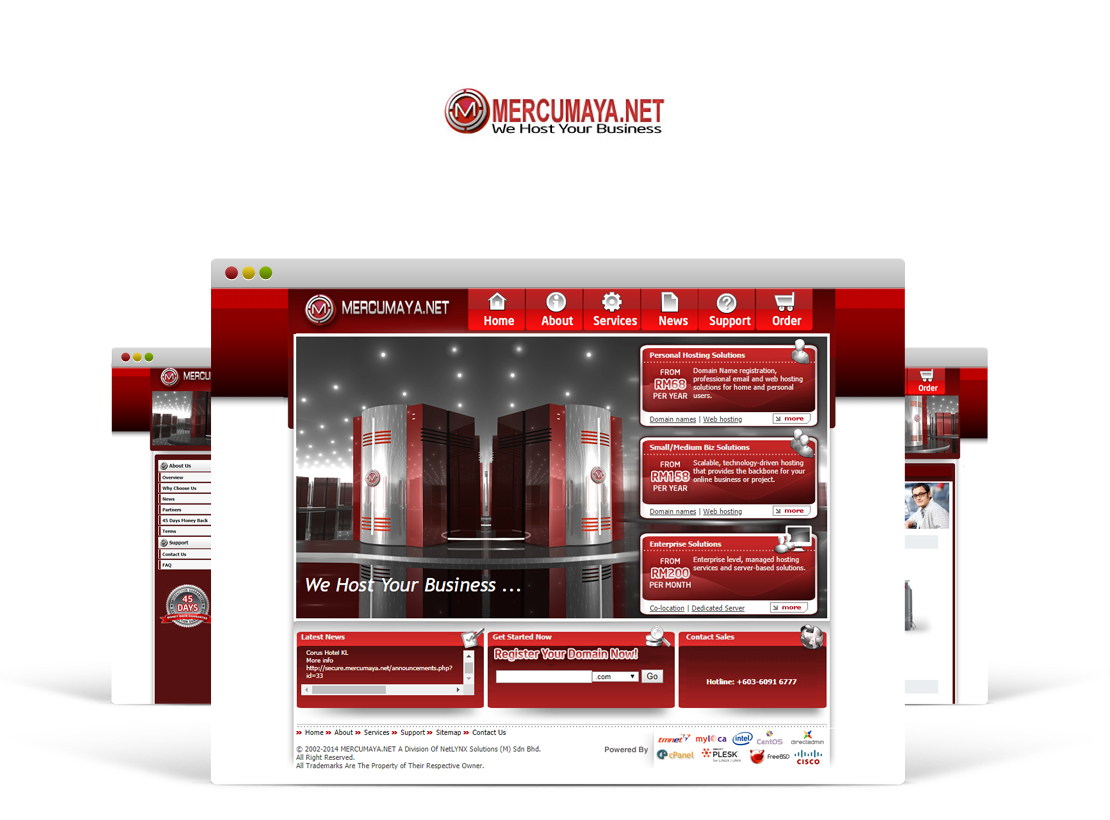 MERCUMAYA.NET
We Host Your Business
MERCUMAYA.NET
Home About Services News Support Order
Personal Hosting Solutions
FROM
RM68
PER YEAR
Domain Name registration,
professional email and web hosting
solutions for home and personal
users.
Domain names | Web hosting
more
Small/Medium Biz Solutions
FROM
RM158
PER YEAR
Scalable, technology-driven hosting
that provides the backbone for your
online business or project.
Domain names | Web hosting
more
Enterprise Solutions
FROM
RM200
PER MONTH
Enterprise level, managed hosting
services and server-based solutions.
Co-location | Dedicated Server
more
We Host Your Business ...
Latest News
Corus Hotel KL
More info
http://secure.mercumaya.net/announcements.php?
id=33
Get Started Now
Register Your Domain Now!
.com
Go
Contact Sales
Hotline: +603-6091 6777
Home About Services Support Sitemap Contact Us
© 2002-2014 MERCUMAYA.NET A Division Of NetLYNX Solutions (M) Sdn Bhd.
All Right Reserved.
All Trademarks Are The Property of Their Respective Owner.
Powered By
tmnet myloca intel CentOS directadmin
cPanel PLESK FreeBSD CISCO
MERCU
About Us
Overview
Why Choose Us
News
Partners
45 Days Money Back
Terms
Support
Contact Us
FAQ
45
DAYS
Order